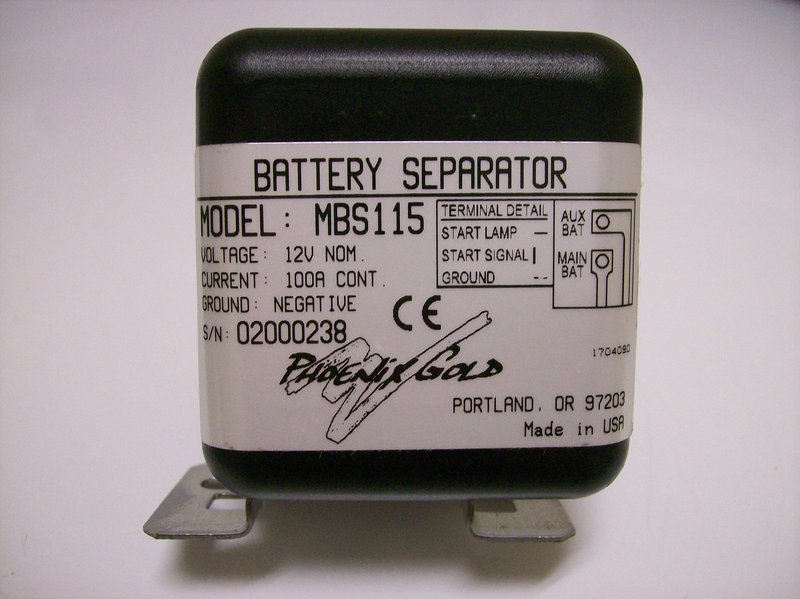 BATTERY SEPARATOR
MODEL: MBS115
VOLTAGE: 12V NOM.
CURRENT: 100A CONT.
GROUND: NEGATIVE
S/N: 02000238
TERMINAL DETAIL
START LAMP —
START SIGNAL |
GROUND --
AUX
BAT
MAIN
BAT
CE
PHOENIX GOLD
1704090
PORTLAND, OR 97203
Made in USA